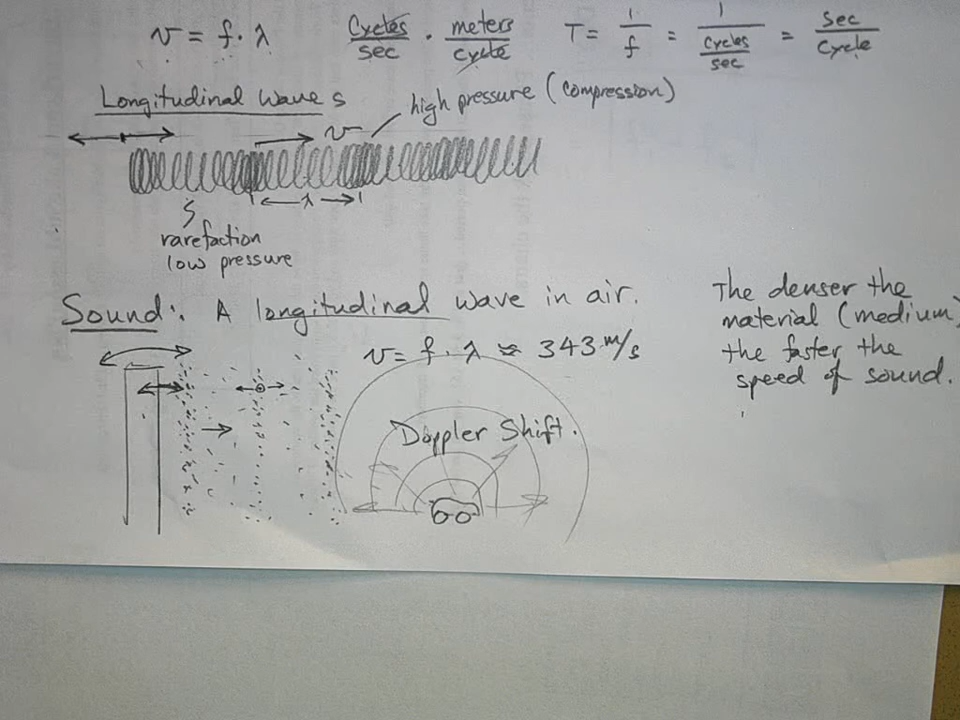 v = f · λ   cycles/sec · meters/cycle   T = 1/f = 1/(cycles/sec) = sec/cycle
Longitudinal waves
high pressure (compression)
v
λ
rarefaction
low pressure
Sound: A longitudinal wave in air.
v = f · λ ≈ 343 m/s
Doppler Shift.
The denser the
material (medium)
the faster the
speed of sound.